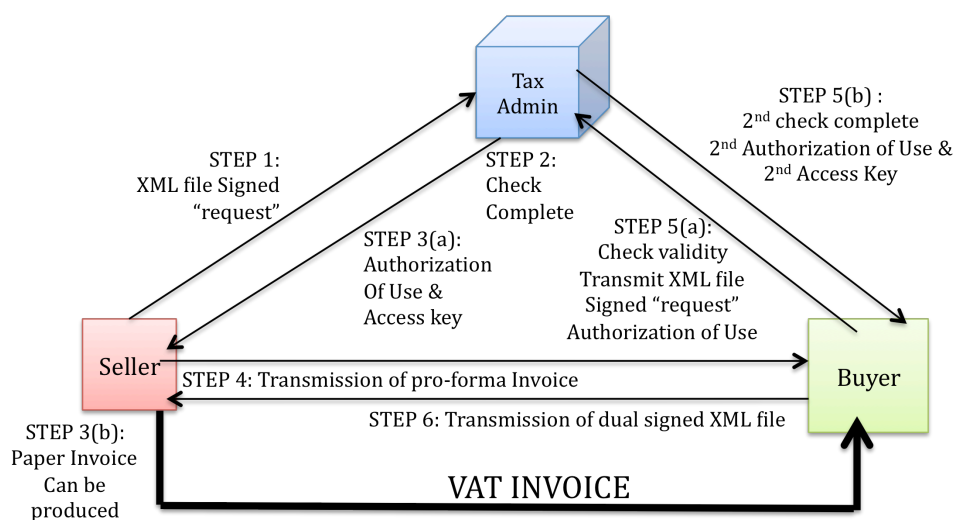 Tax
Admin
STEP 1:
XML file Signed
“request”
STEP 2:
Check
Complete
STEP 3(a):
Authorization
Of Use &
Access key
STEP 5(b) :
2nd check complete
2nd Authorization of Use &
2nd Access Key
STEP 5(a):
Check validity
Transmit XML file
Signed “request”
Authorization of Use
Seller
Buyer
STEP 4: Transmission of pro-forma Invoice
STEP 6: Transmission of dual signed XML file
STEP 3(b):
Paper Invoice
Can be
produced
VAT INVOICE